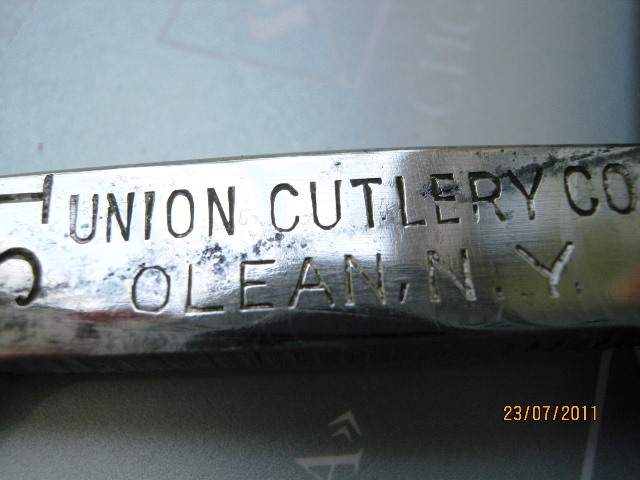 UNION CUTLERY CO
OLEAN, N.Y.
23/07/2011